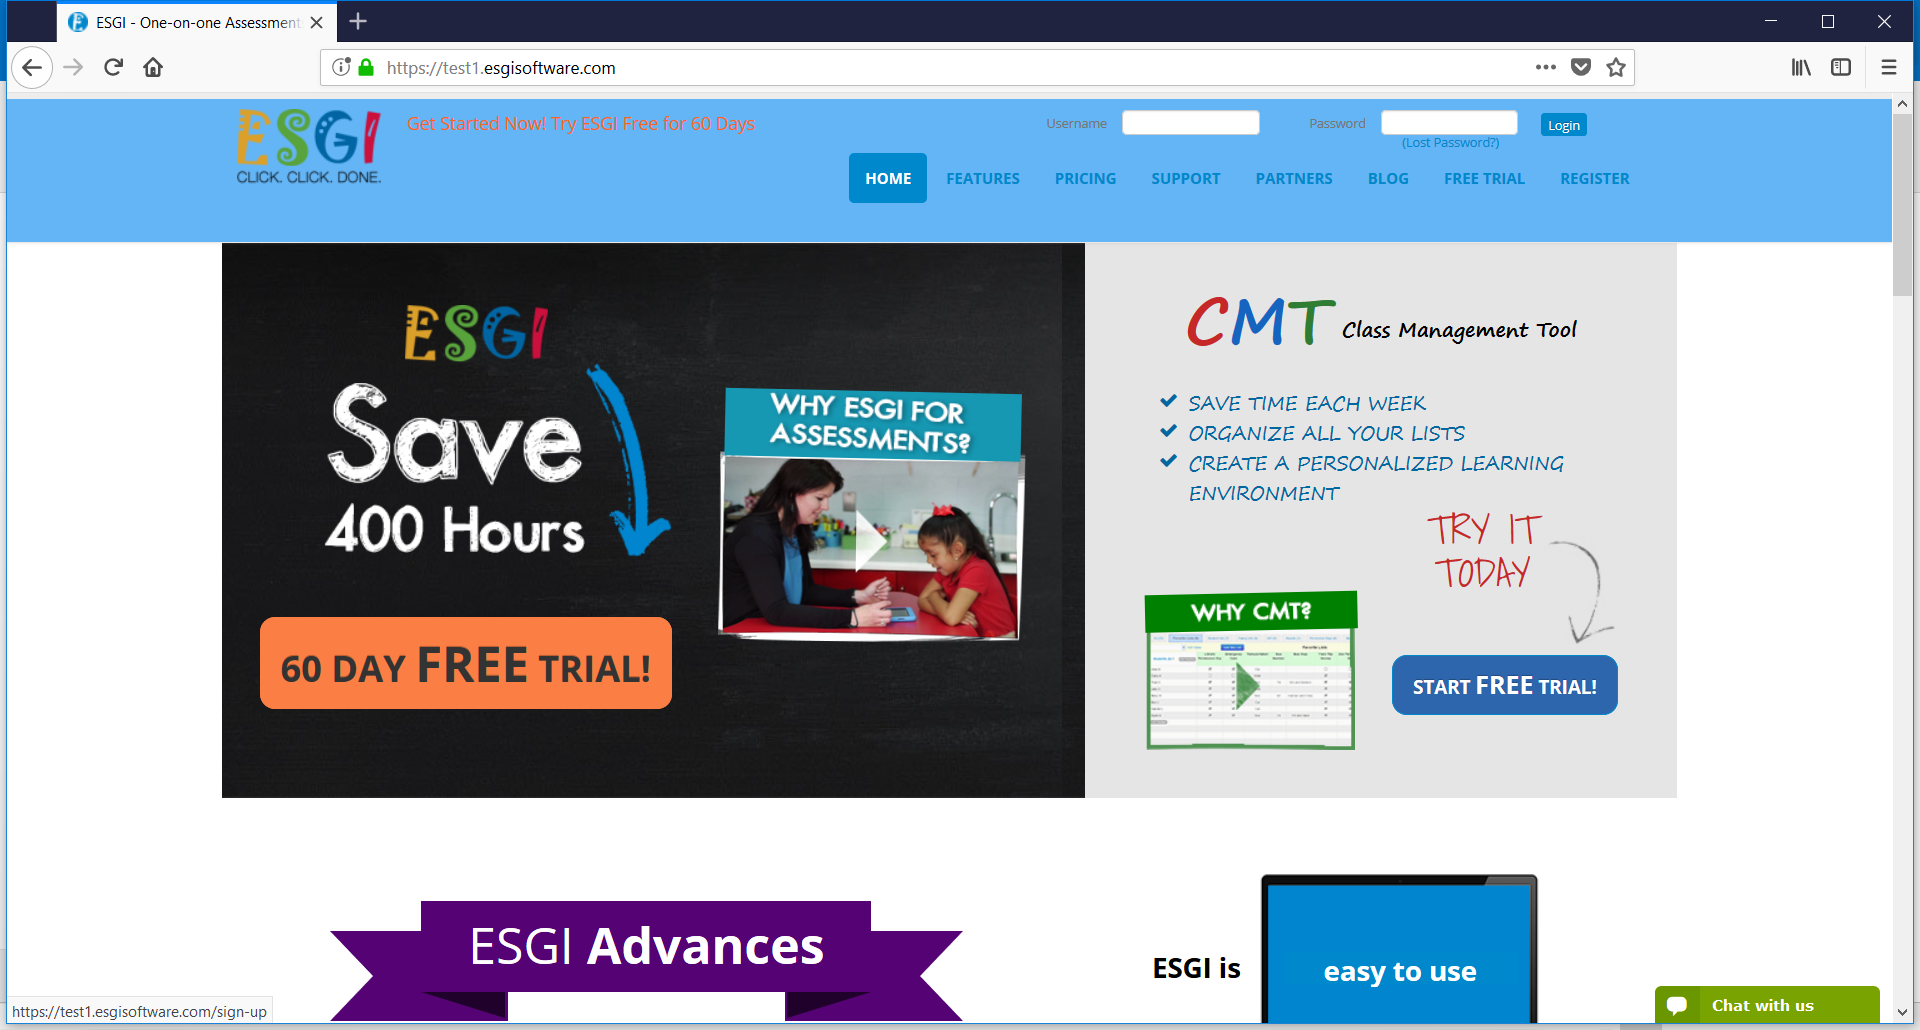 ESGI - One-on-one Assessment
https://test1.esgisoftware.com
ESGI
CLICK. CLICK. DONE.
Get Started Now! Try ESGI Free for 60 Days
Username
Password
Login
(Lost Password?)
HOME
FEATURES
PRICING
SUPPORT
PARTNERS
BLOG
FREE TRIAL
REGISTER
ESGI
Save
400 Hours
60 DAY FREE TRIAL!
WHY ESGI FOR
ASSESSMENTS?
CMT Class Management Tool
SAVE TIME EACH WEEK
ORGANIZE ALL YOUR LISTS
CREATE A PERSONALIZED LEARNING
ENVIRONMENT
TRY IT
TODAY
WHY CMT?
START FREE TRIAL!
ESGI Advances
ESGI is
easy to use
Chat with us
https://test1.esgisoftware.com/sign-up